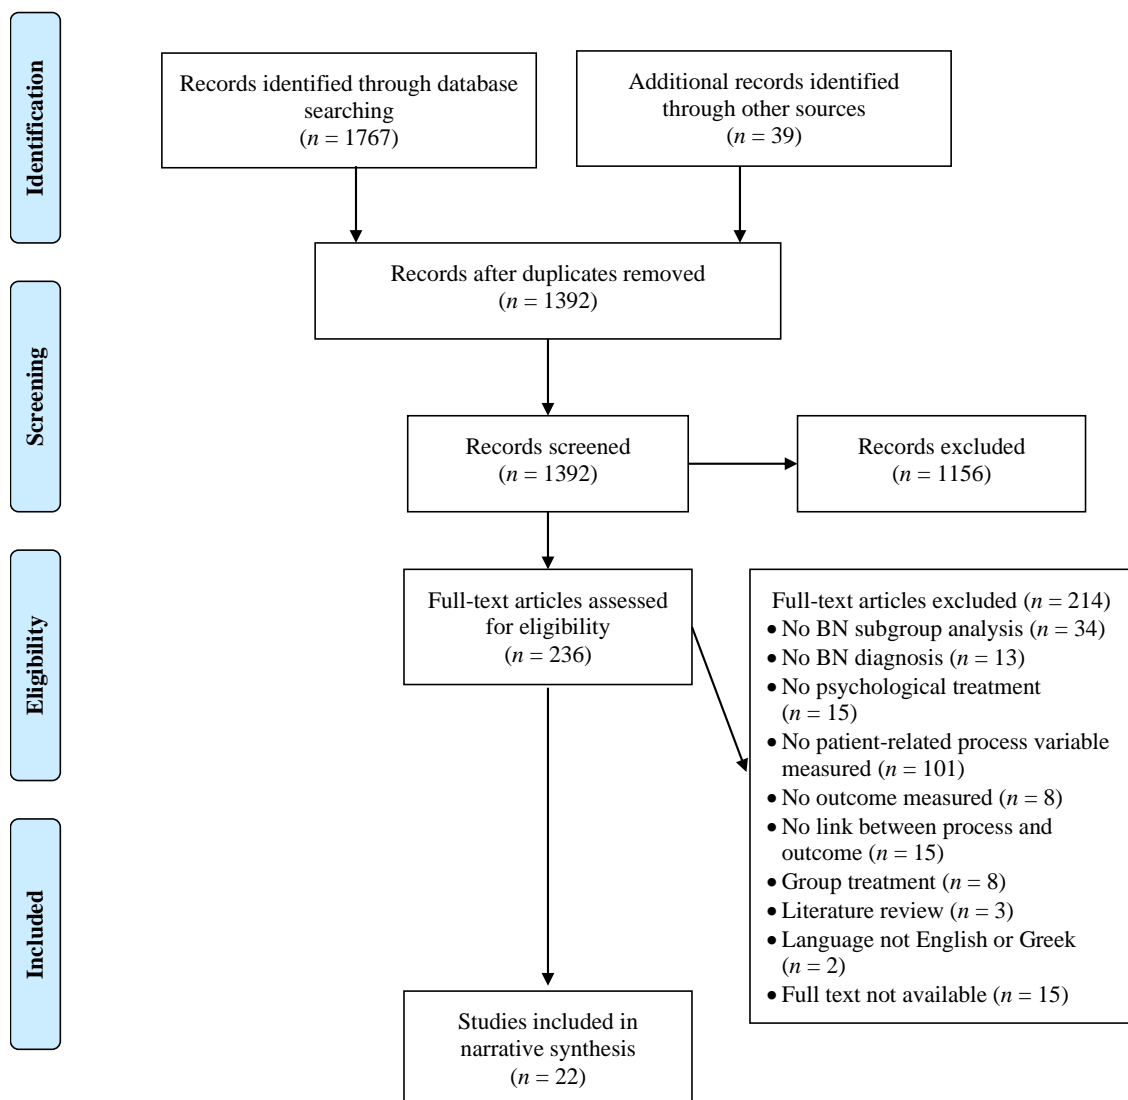 Identification
Records identified through database
searching
(n = 1767)
Additional records identified
through other sources
(n = 39)
Records after duplicates removed
(n = 1392)
Screening
Records screened
(n = 1392)
Records excluded
(n = 1156)
Eligibility
Full-text articles assessed
for eligibility
(n = 236)
Full-text articles excluded (n = 214)
• No BN subgroup analysis (n = 34)
• No BN diagnosis (n = 13)
• No psychological treatment
(n = 15)
• No patient-related process variable
measured (n = 101)
• No outcome measured (n = 8)
• No link between process and
outcome (n = 15)
• Group treatment (n = 8)
• Literature review (n = 3)
• Language not English or Greek
(n = 2)
• Full text not available (n = 15)
Included
Studies included in
narrative synthesis
(n = 22)